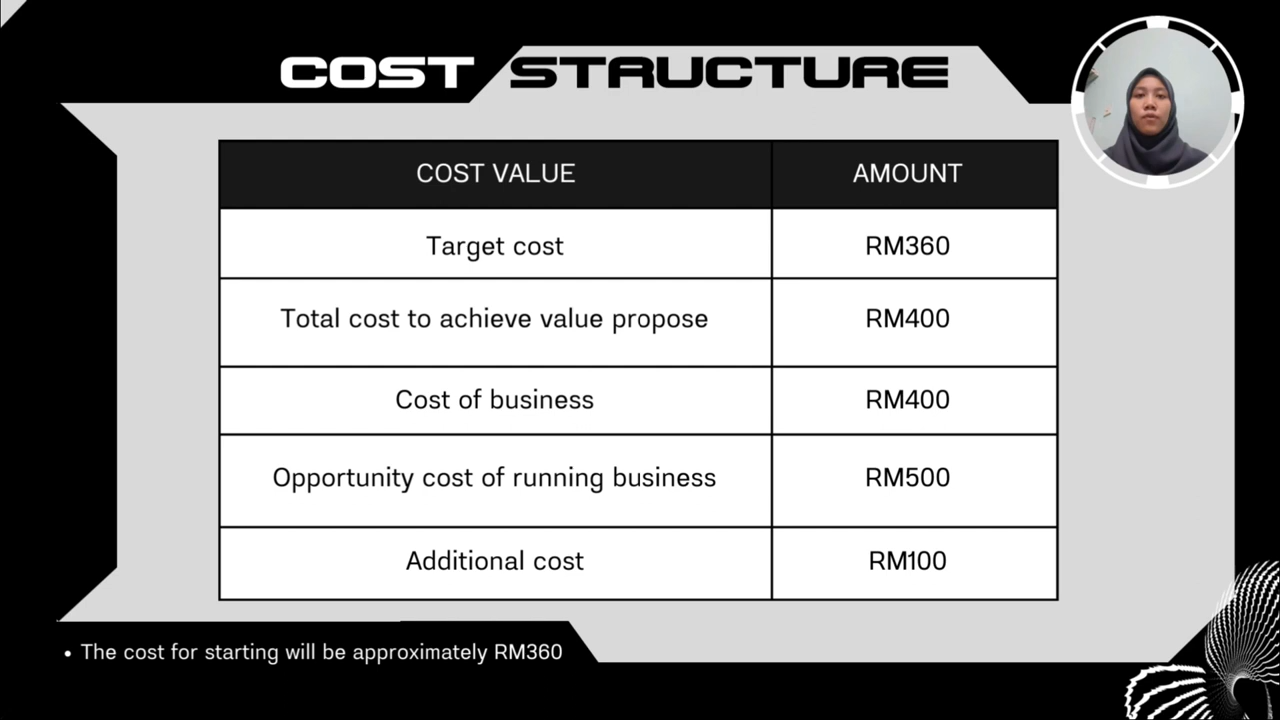 COST STRUCTURE
COST VALUE AMOUNT
Target cost RM360
Total cost to achieve value propose RM400
Cost of business RM400
Opportunity cost of running business RM500
Additional cost RM100
• The cost for starting will be approximately RM360